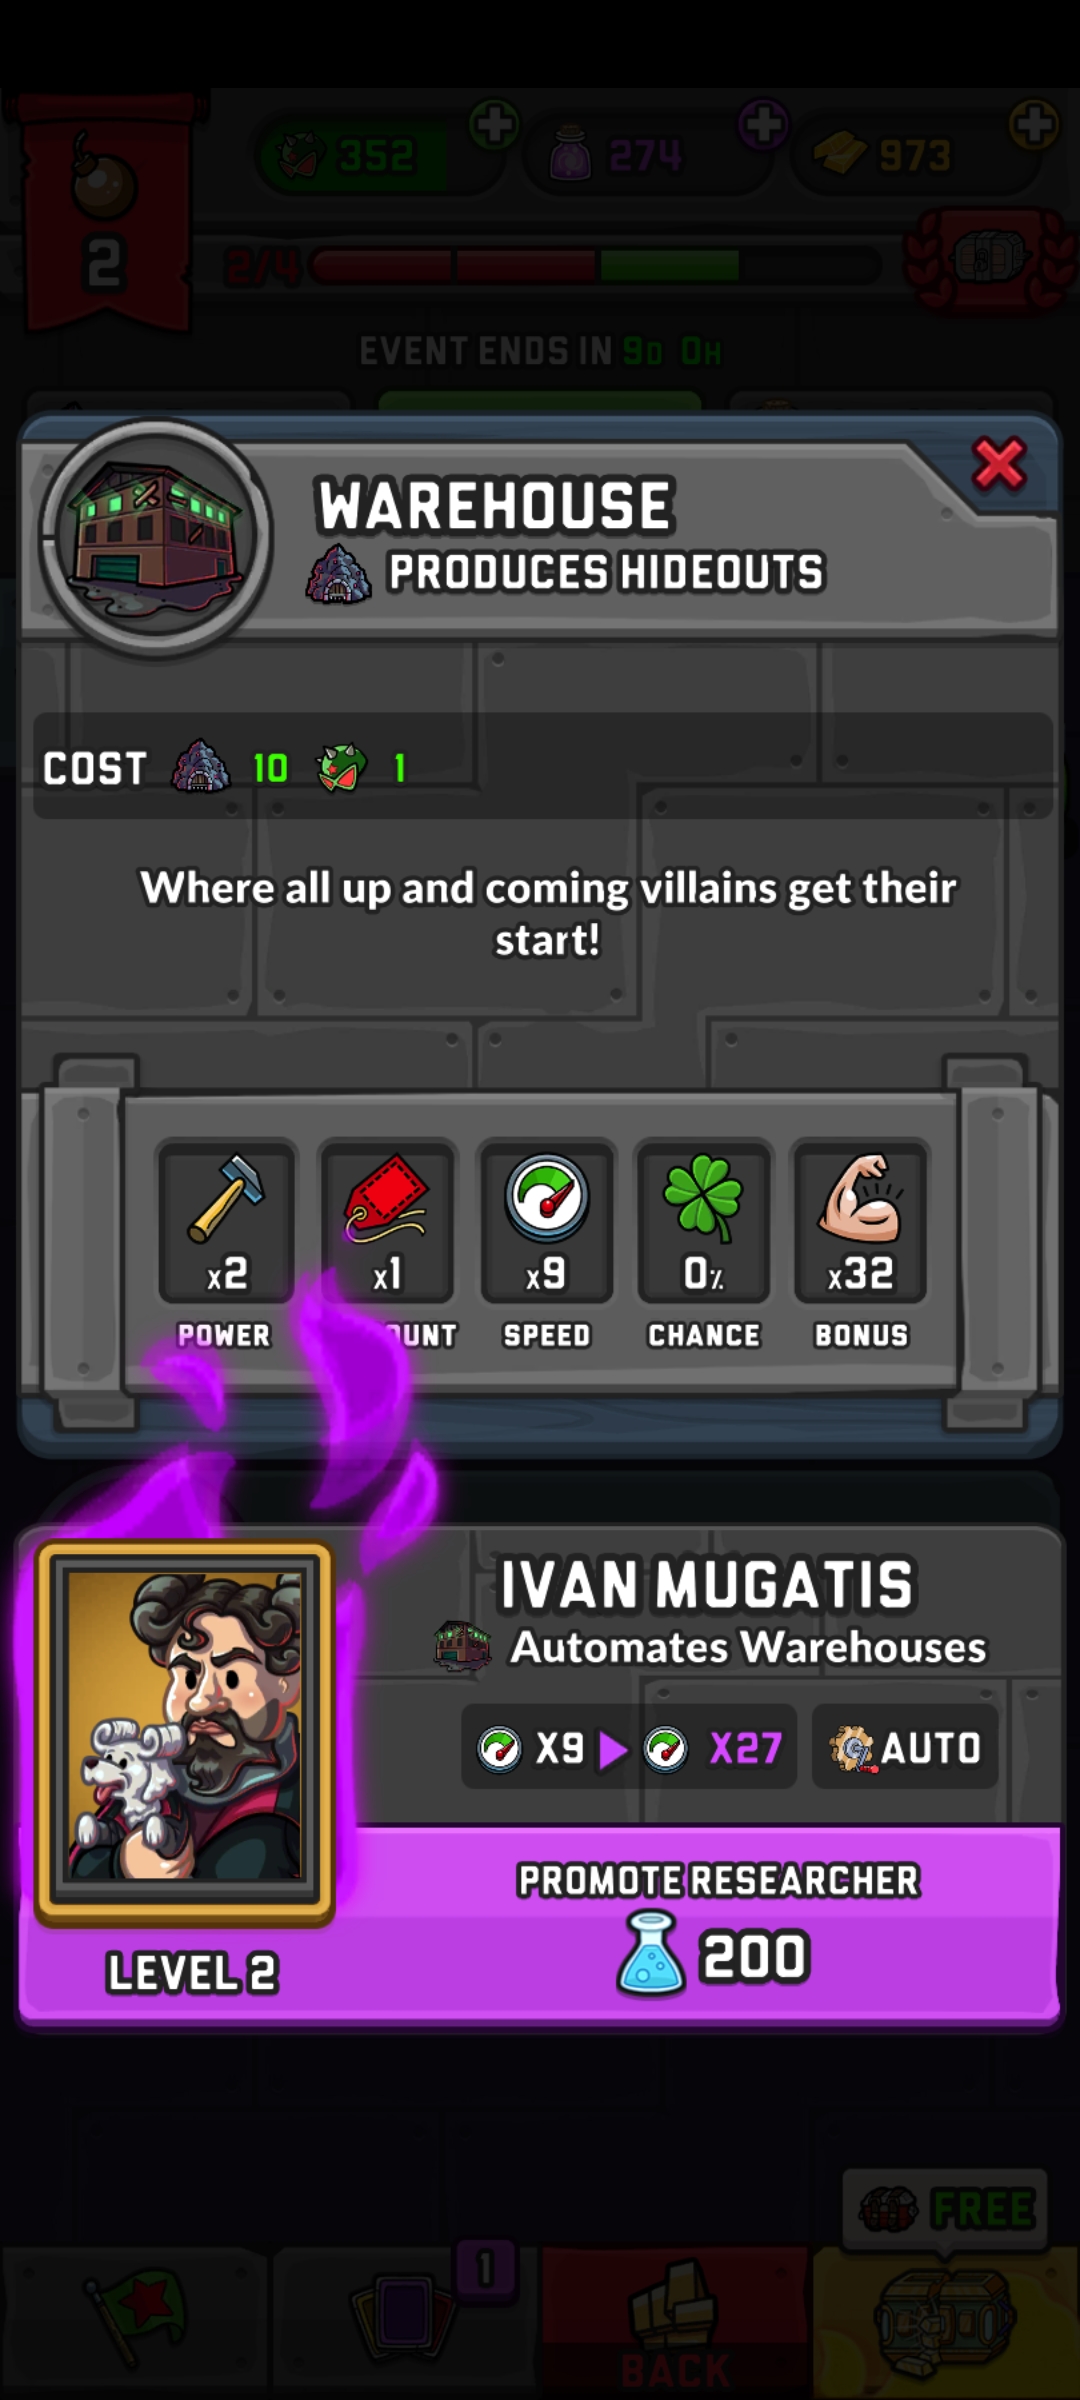 352
274
973
2
2/4
EVENT ENDS IN 9D 0H
WAREHOUSE
PRODUCES HIDEOUTS
COST 10 1
Where all up and coming villains get their
start!
x2
x1
x9
0%
x32
POWER
OUNT
SPEED
CHANCE
BONUS
IVAN MUGATIS
Automates Warehouses
X9 X27 AUTO
PROMOTE RESEARCHER
200
LEVEL 2
FREE
1
BACK